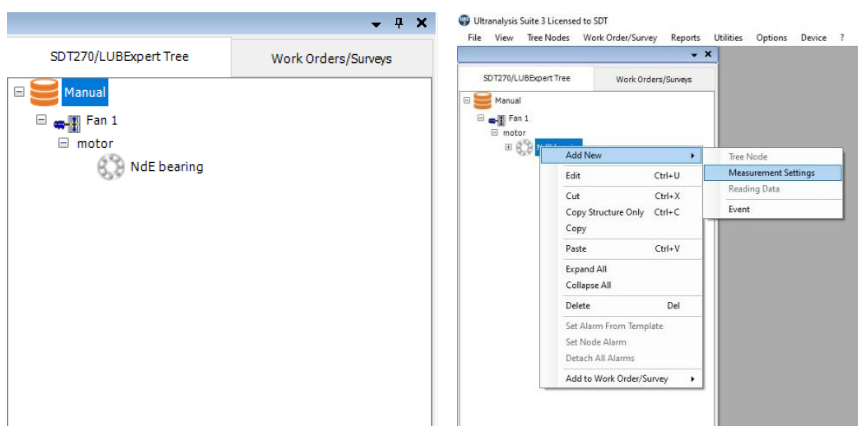 SDT270/LUBExpert Tree
Work Orders/Surveys
Manual
Fan 1
motor
NdE bearing
Ultranalysis Suite 3 Licensed to SDT
File View Tree Nodes Work Order/Survey Reports Utilities Options Device ?
SDT270/LUBExpert Tree
Work Orders/Surveys
Manual
Fan 1
motor
Add New
Edit Ctrl+U
Cut Ctrl+X
Copy Structure Only Ctrl+C
Copy
Paste Ctrl+V
Expand All
Collapse All
Delete Del
Set Alarm From Template
Set Node Alarm
Detach All Alarms
Add to Work Order/Survey
Tree Node
Measurement Settings
Reading Data
Event